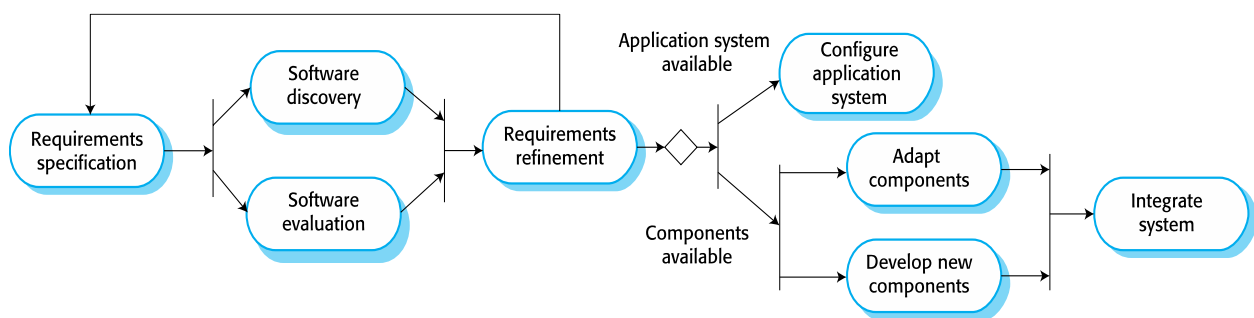 Requirements
specification
Software
discovery
Software
evaluation
Requirements
refinement
Application system
available
Configure
application
system
Components
available
Adapt
components
Develop new
components
Integrate
system